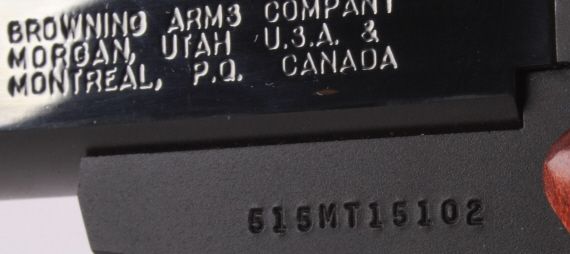 BROWNING ARMS COMPANY
MORGAN, UTAH U.S.A. &
MONTREAL, P.Q. CANADA
515MT15102